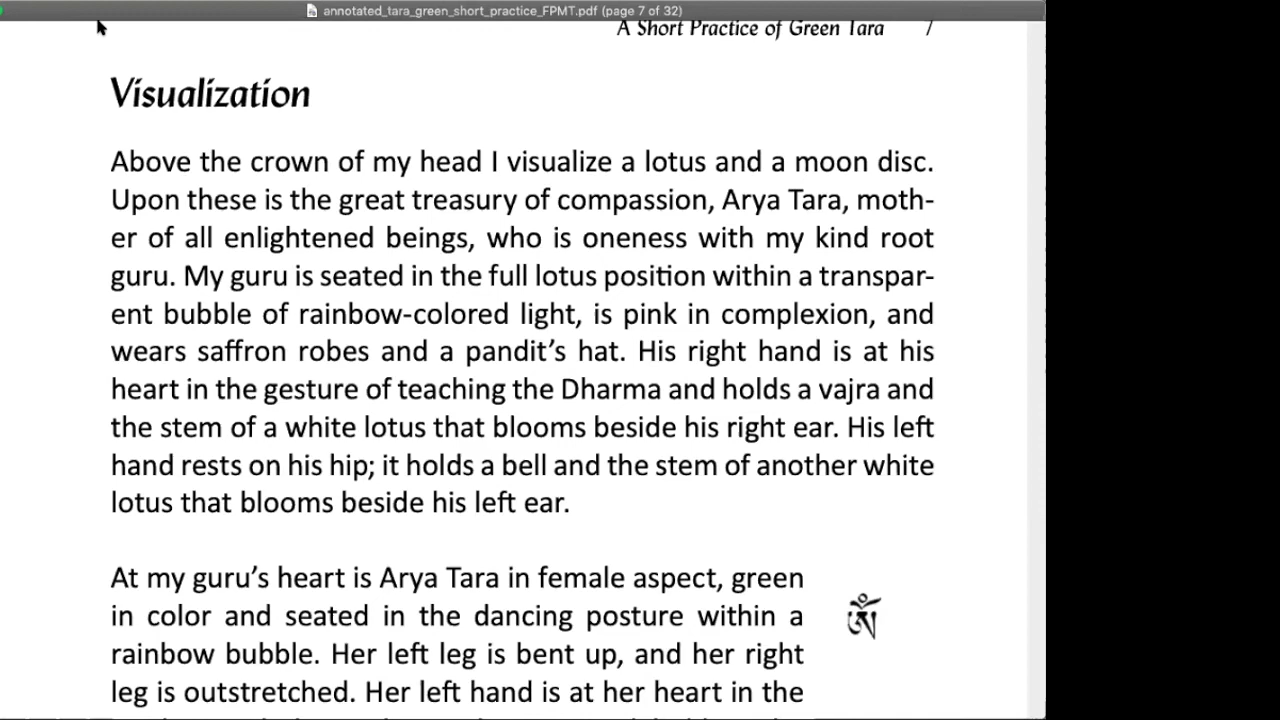 annotated_tara_green_short_practice_FPMT.pdf (page 7 of 32)
A Short Practice of Green Tara 7
Visualization
Above the crown of my head I visualize a lotus and a moon disc.
Upon these is the great treasury of compassion, Arya Tara, moth-
er of all enlightened beings, who is oneness with my kind root
guru. My guru is seated in the full lotus position within a transpar-
ent bubble of rainbow-colored light, is pink in complexion, and
wears saffron robes and a pandit’s hat. His right hand is at his
heart in the gesture of teaching the Dharma and holds a vajra and
the stem of a white lotus that blooms beside his right ear. His left
hand rests on his hip; it holds a bell and the stem of another white
lotus that blooms beside his left ear.
At my guru’s heart is Arya Tara in female aspect, green
in color and seated in the dancing posture within a
ༀ
rainbow bubble. Her left leg is bent up, and her right
leg is outstretched. Her left hand is at her heart in the